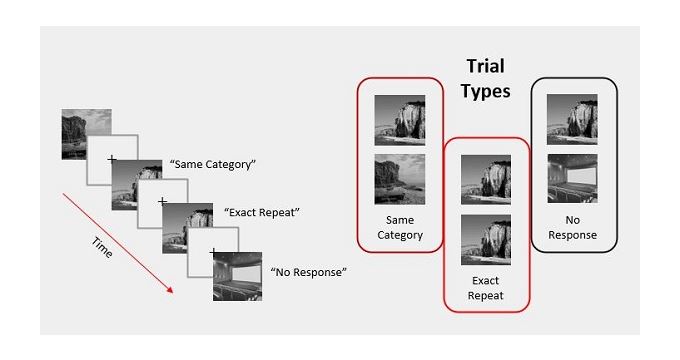 Trial
Types
"Same Category"
"Exact Repeat"
"No Response"
Time
Same
Category
Exact
Repeat
No
Response